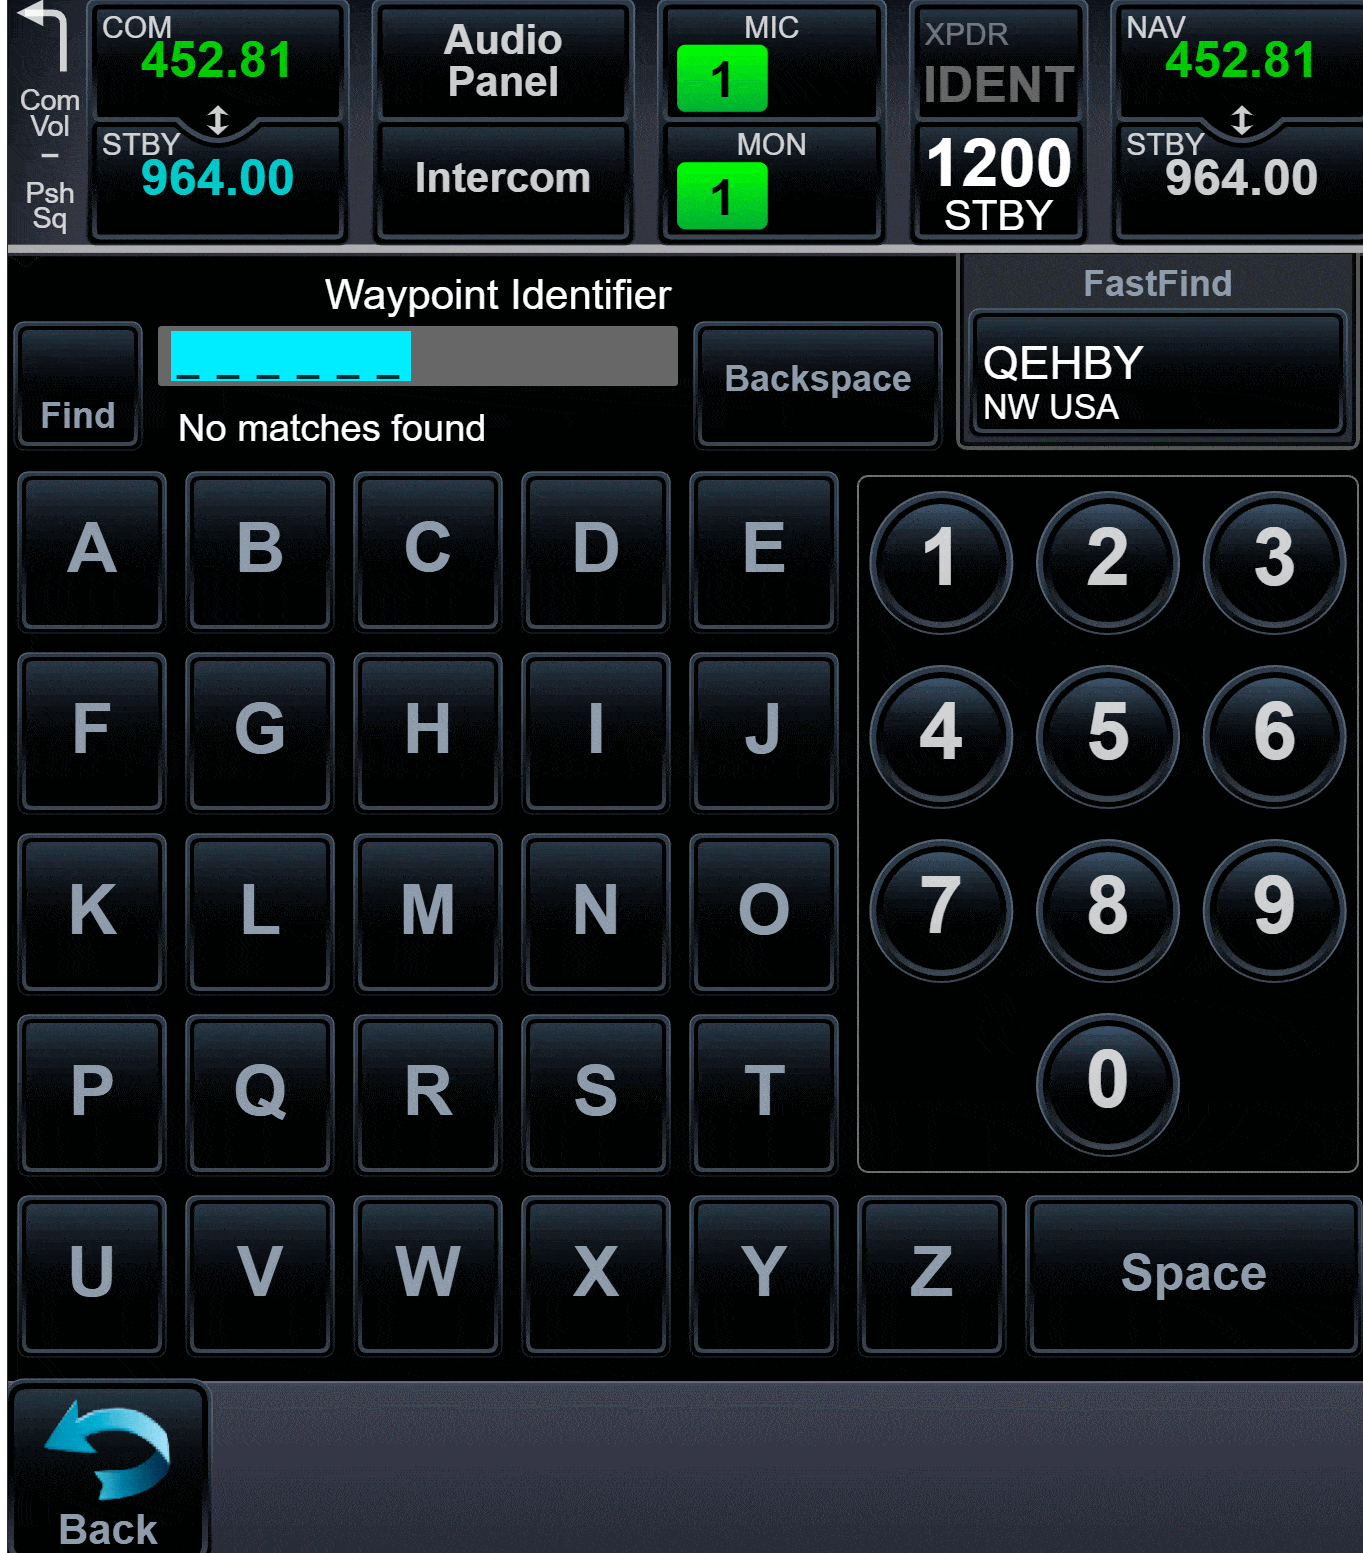 COM
452.81
STBY
964.00
Com
Vol
–
Psh
Sq
Audio
Panel
Intercom
MIC
1
MON
1
XPDR
IDENT
1200
STBY
NAV
452.81
STBY
964.00
Waypoint Identifier
_ _ _ _ _ _
No matches found
Find
Backspace
FastFind
QEHBY
NW USA
A B C D E
F G H I J
K L M N O
P Q R S T
U V W X Y Z Space
1 2 3
4 5 6
7 8 9
0
Back